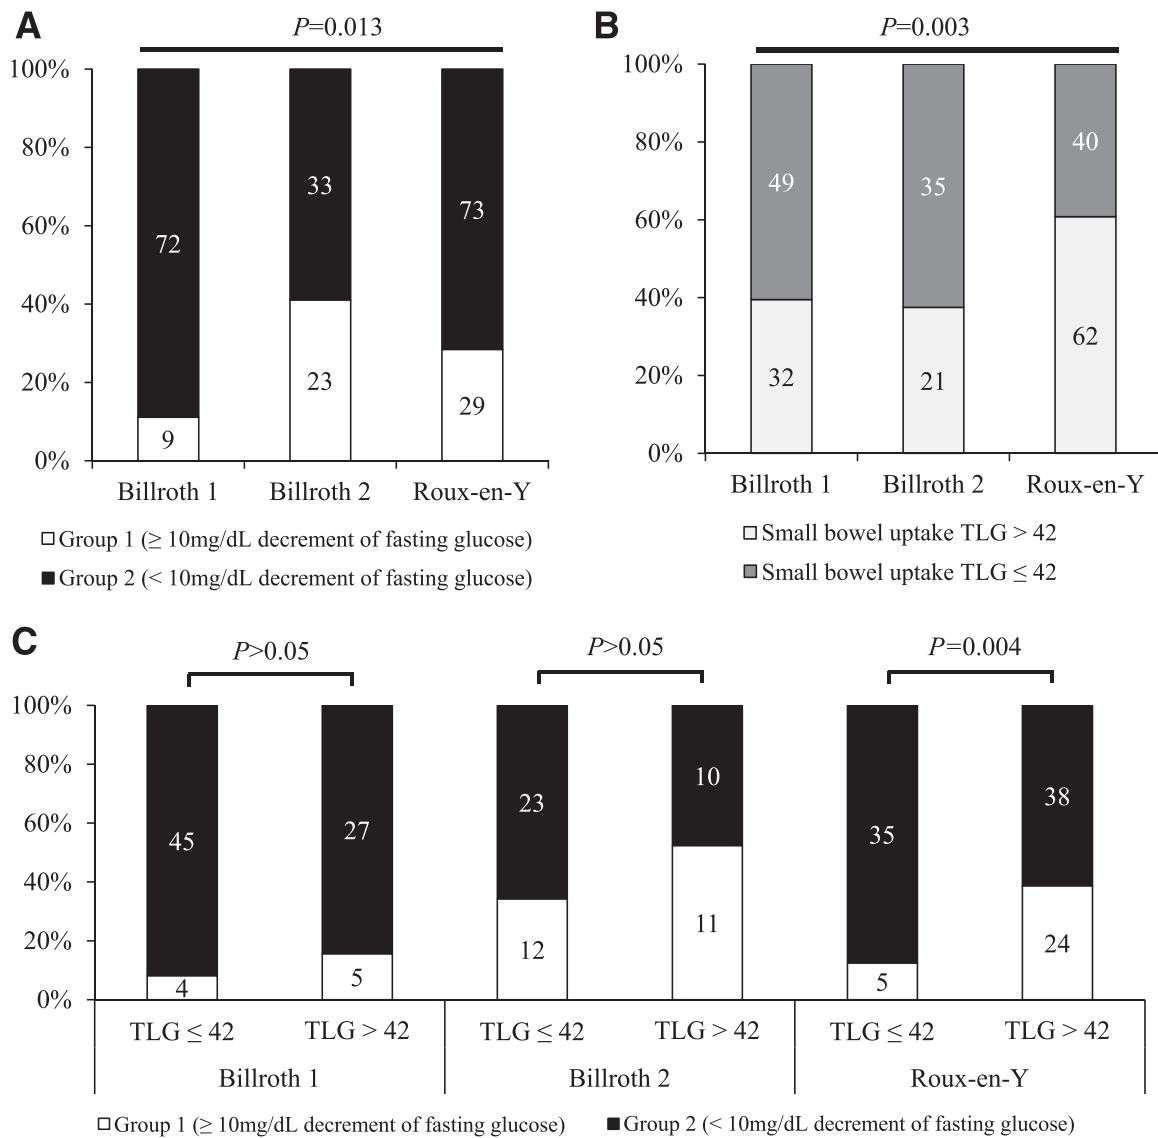 A
P=0.013
100%
80%
60%
40%
20%
0%
72
9
33
23
73
29
Billroth 1
Billroth 2
Roux-en-Y
Group 1 (≥ 10mg/dL decrement of fasting glucose)
Group 2 (< 10mg/dL decrement of fasting glucose)
B
P=0.003
100%
80%
60%
40%
20%
0%
49
32
35
21
40
62
Billroth 1
Billroth 2
Roux-en-Y
Small bowel uptake TLG > 42
Small bowel uptake TLG ≤ 42
C
P>0.05
P>0.05
P=0.004
100%
80%
60%
40%
20%
0%
45
4
27
5
23
12
10
11
35
5
38
24
TLG ≤ 42
TLG > 42
TLG ≤ 42
TLG > 42
TLG ≤ 42
TLG > 42
Billroth 1
Billroth 2
Roux-en-Y
Group 1 (≥ 10mg/dL decrement of fasting glucose)
Group 2 (< 10mg/dL decrement of fasting glucose)